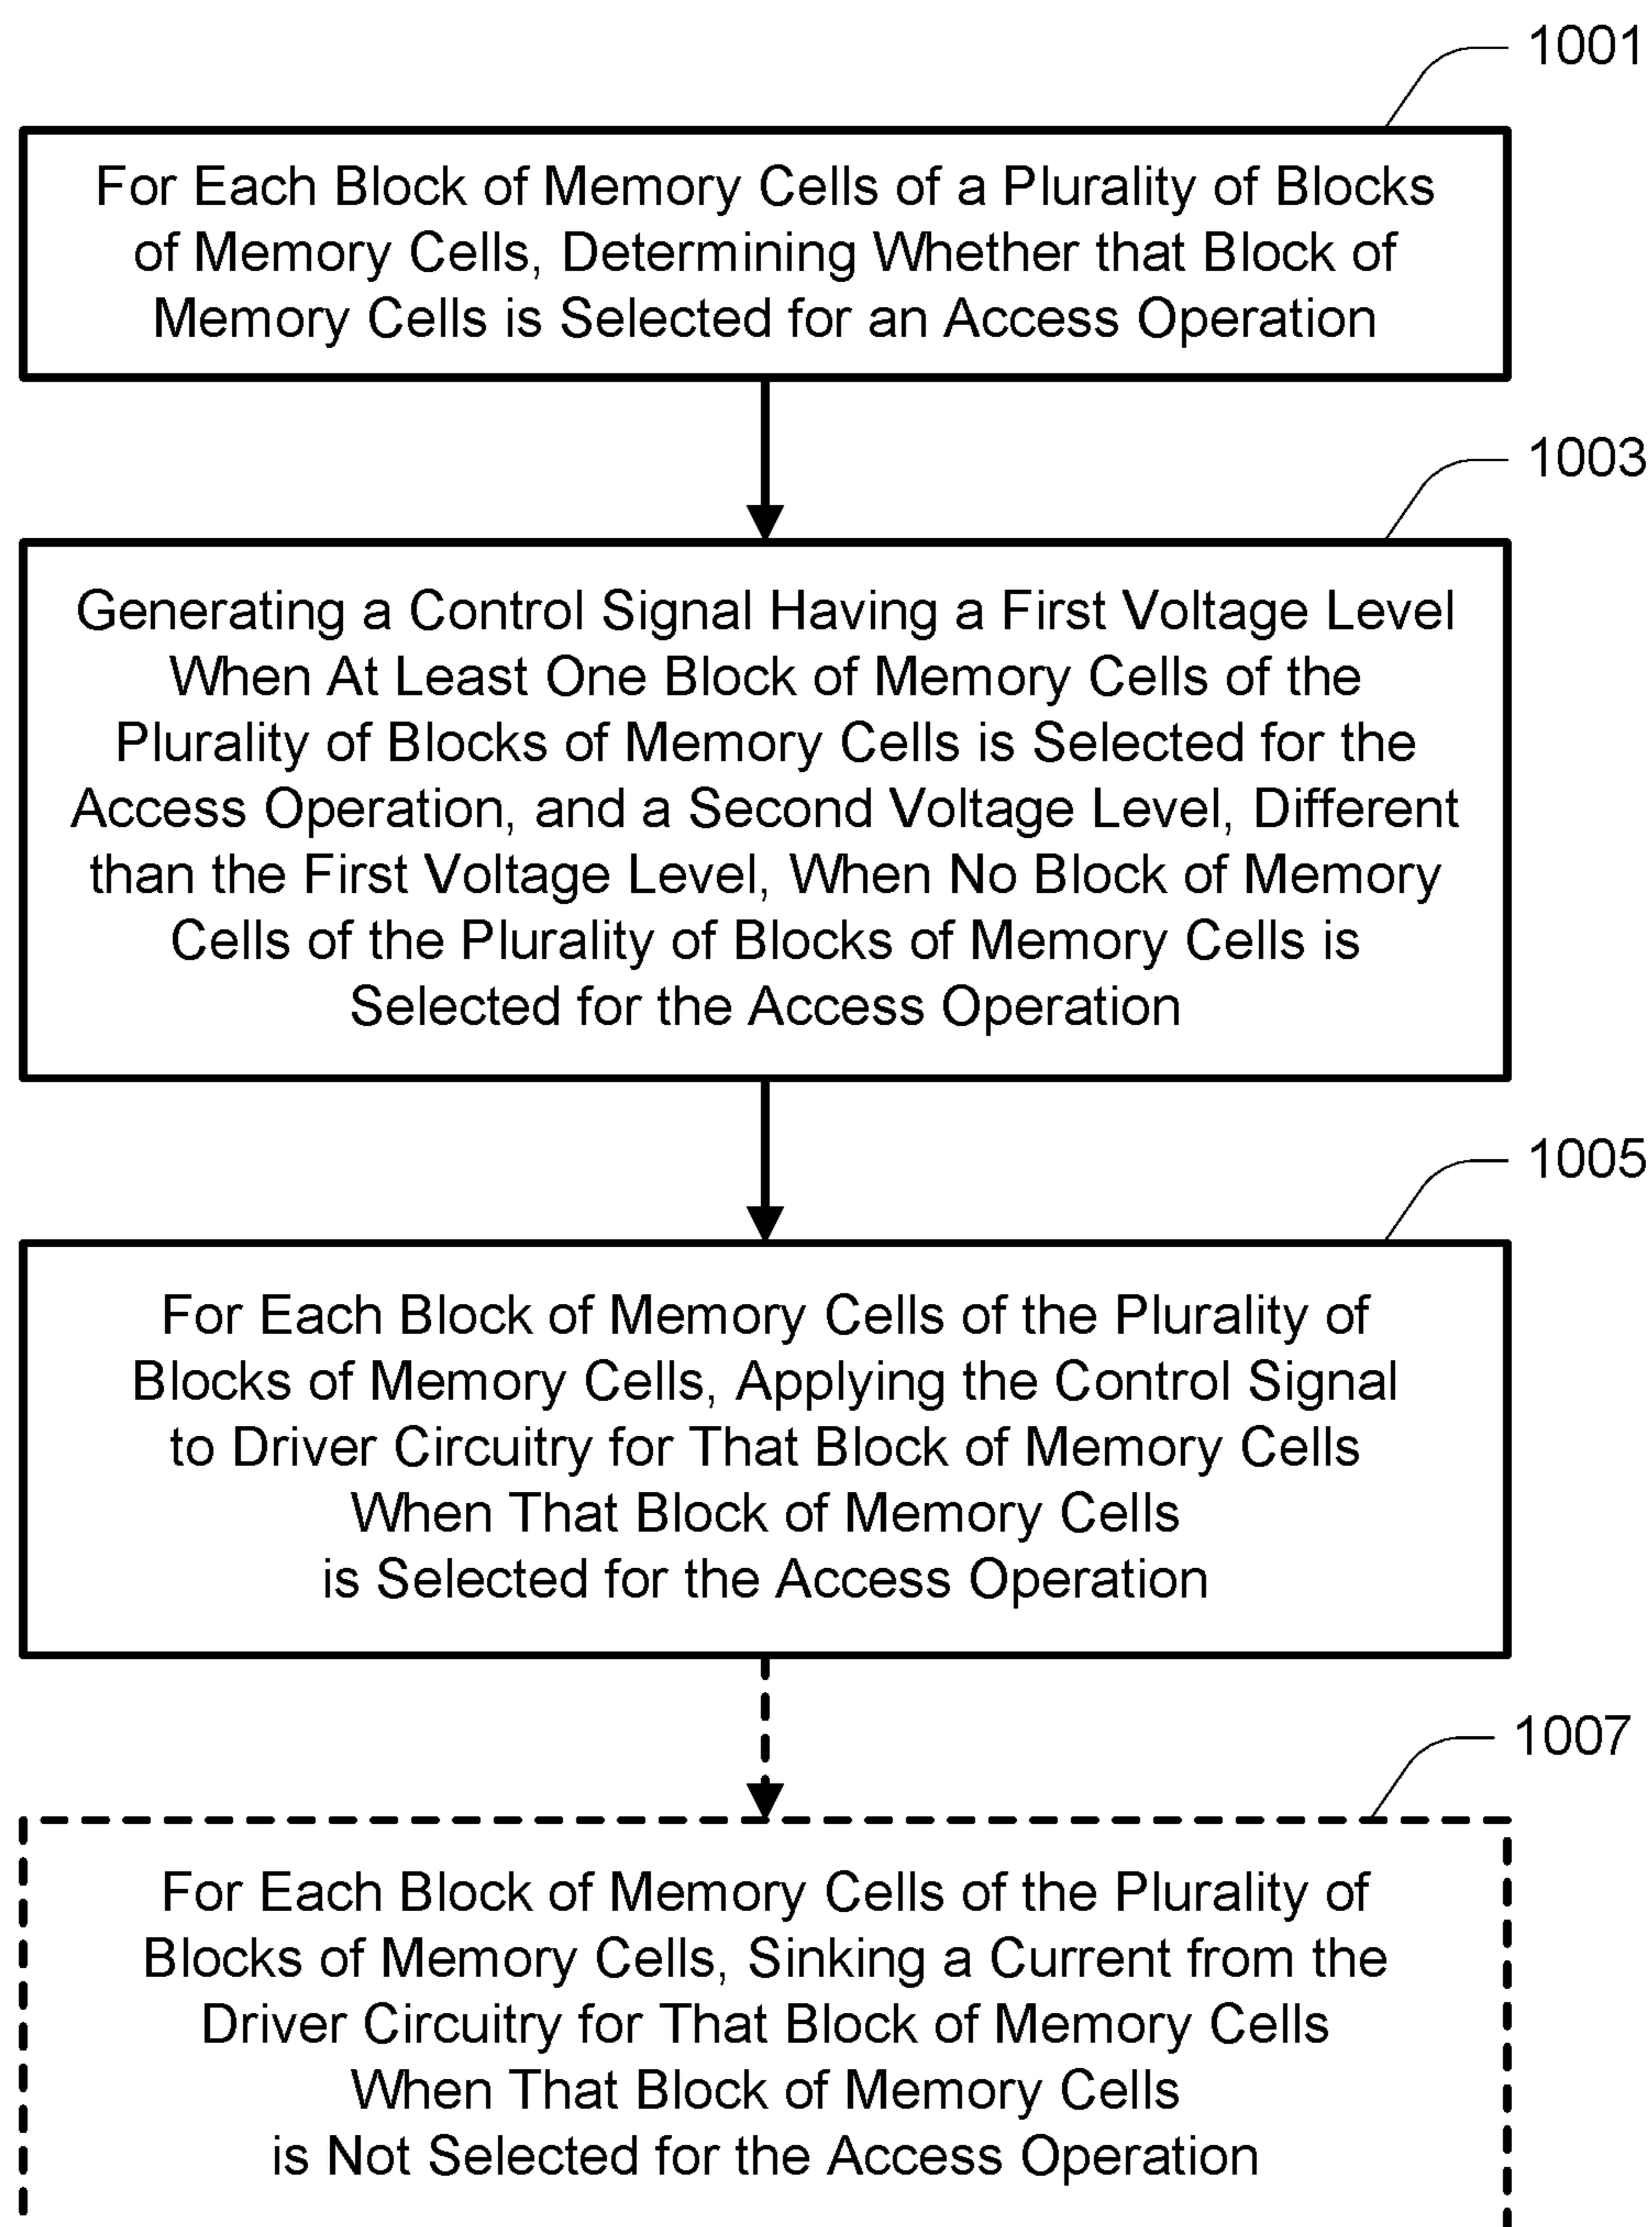 1001
For Each Block of Memory Cells of a Plurality of Blocks
of Memory Cells, Determining Whether that Block of
Memory Cells is Selected for an Access Operation
1003
Generating a Control Signal Having a First Voltage Level
When At Least One Block of Memory Cells of the
Plurality of Blocks of Memory Cells is Selected for the
Access Operation, and a Second Voltage Level, Different
than the First Voltage Level, When No Block of Memory
Cells of the Plurality of Blocks of Memory Cells is
Selected for the Access Operation
1005
For Each Block of Memory Cells of the Plurality of
Blocks of Memory Cells, Applying the Control Signal
to Driver Circuitry for That Block of Memory Cells
When That Block of Memory Cells
is Selected for the Access Operation
1007
For Each Block of Memory Cells of the Plurality of
Blocks of Memory Cells, Sinking a Current from the
Driver Circuitry for That Block of Memory Cells
When That Block of Memory Cells
is Not Selected for the Access Operation